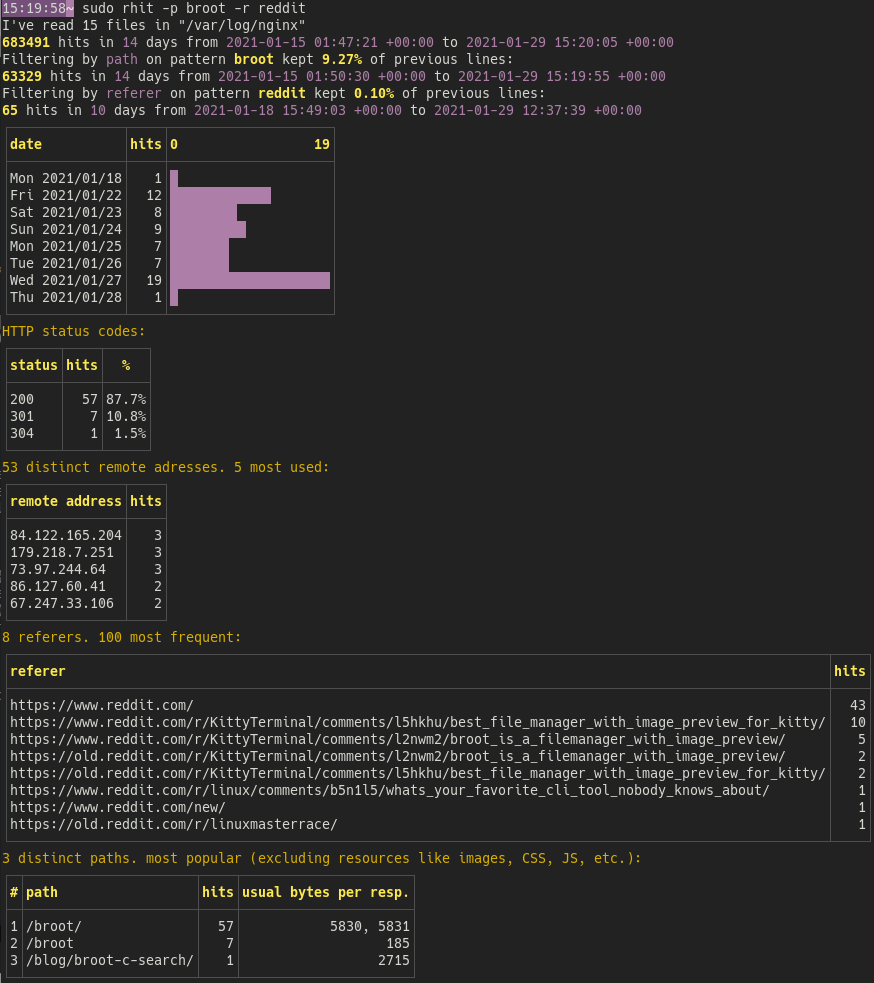 15:19:58~ sudo rhit -p broot -r reddit
I've read 15 files in "/var/log/nginx"
683491 hits in 14 days from 2021-01-15 01:47:21 +00:00 to 2021-01-29 15:20:05 +00:00
Filtering by path on pattern broot kept 9.27% of previous lines:
63329 hits in 14 days from 2021-01-15 01:50:30 +00:00 to 2021-01-29 15:19:55 +00:00
Filtering by referer on pattern reddit kept 0.10% of previous lines:
65 hits in 10 days from 2021-01-18 15:49:03 +00:00 to 2021-01-29 12:37:39 +00:00
date hits 0 19
Mon 2021/01/18 1
Fri 2021/01/22 12
Sat 2021/01/23 8
Sun 2021/01/24 9
Mon 2021/01/25 7
Tue 2021/01/26 7
Wed 2021/01/27 19
Thu 2021/01/28 1
HTTP status codes:
status hits %
200 57 87.7%
301 7 10.8%
304 1 1.5%
53 distinct remote adresses. 5 most used:
remote address hits
84.122.165.204 3
179.218.7.251 3
73.97.244.64 3
86.127.60.41 2
67.247.33.106 2
8 referers. 100 most frequent:
referer hits
https://www.reddit.com/ 43
https://www.reddit.com/r/KittyTerminal/comments/l5hkhu/best_file_manager_with_image_preview_for_kitty/ 10
https://www.reddit.com/r/KittyTerminal/comments/l2nwm2/broot_is_a_filemanager_with_image_preview/ 5
https://old.reddit.com/r/KittyTerminal/comments/l2nwm2/broot_is_a_filemanager_with_image_preview/ 2
https://old.reddit.com/r/KittyTerminal/comments/l5hkhu/best_file_manager_with_image_preview_for_kitty/ 2
https://www.reddit.com/r/linux/comments/b5n1l5/whats_your_favorite_cli_tool_nobody_knows_about/ 1
https://www.reddit.com/new/ 1
https://old.reddit.com/r/linuxmasterrace/ 1
3 distinct paths. most popular (excluding resources like images, CSS, JS, etc.):
# path hits usual bytes per resp.
1 /broot/ 57 5830, 5831
2 /broot 7 185
3 /blog/broot-c-search/ 1 2715